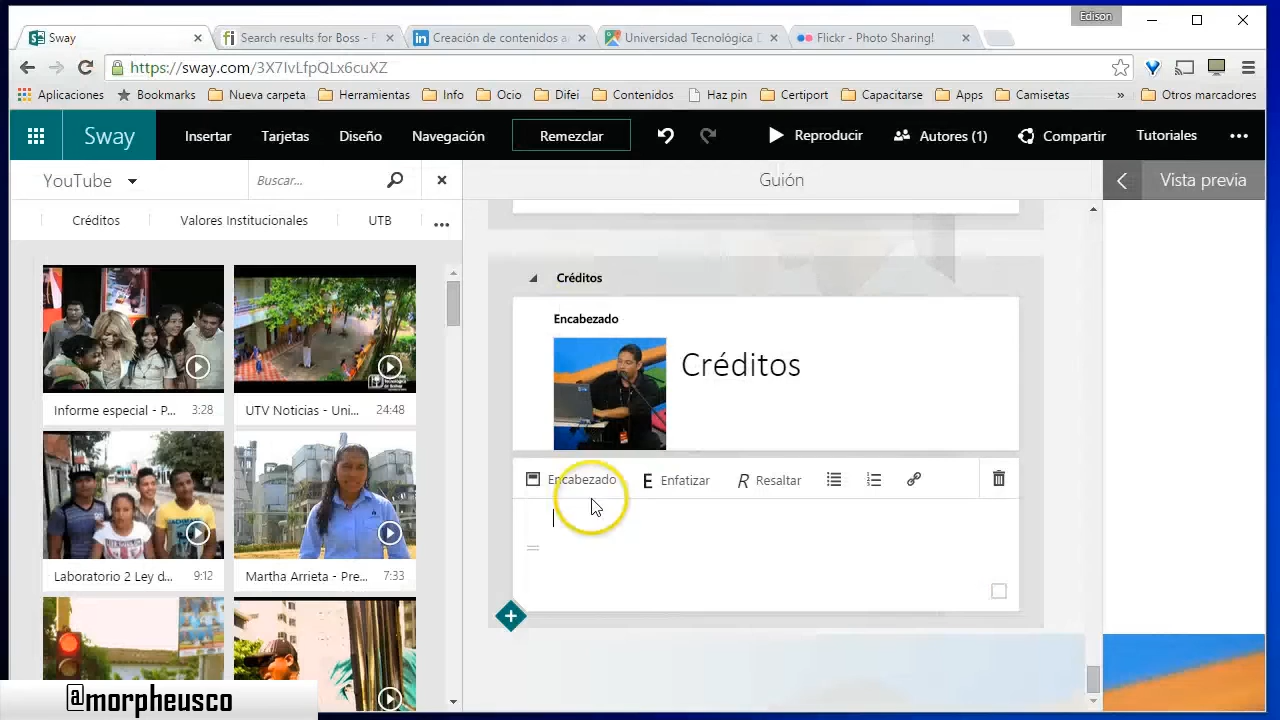 Edison
Sway
Search results for Boss -
Creación de contenidos a
Universidad Tecnológica D
Flickr - Photo Sharing!
https://sway.com/3X7IvLfpQLx6cuXZ
Aplicaciones
Bookmarks
Nueva carpeta
Herramientas
Info
Ocio
Difei
Contenidos
Haz pin
Certiport
Capacitarse
Apps
Camisetas
»
Otros marcadores
Sway
Insertar
Tarjetas
Diseño
Navegación
Remezclar
Reproducir
Autores (1)
Compartir
Tutoriales
YouTube
Buscar...
Guión
Vista previa
Créditos
Valores Institucionales
UTB
Créditos
Encabezado
Créditos
Informe especial - P...
3:28
UTV Noticias - Uni...
24:48
Encabezado
E Enfatizar
R Resaltar
Laboratorio 2 Ley d...
9:12
Martha Arrieta - Pre...
7:33
@morpheusco